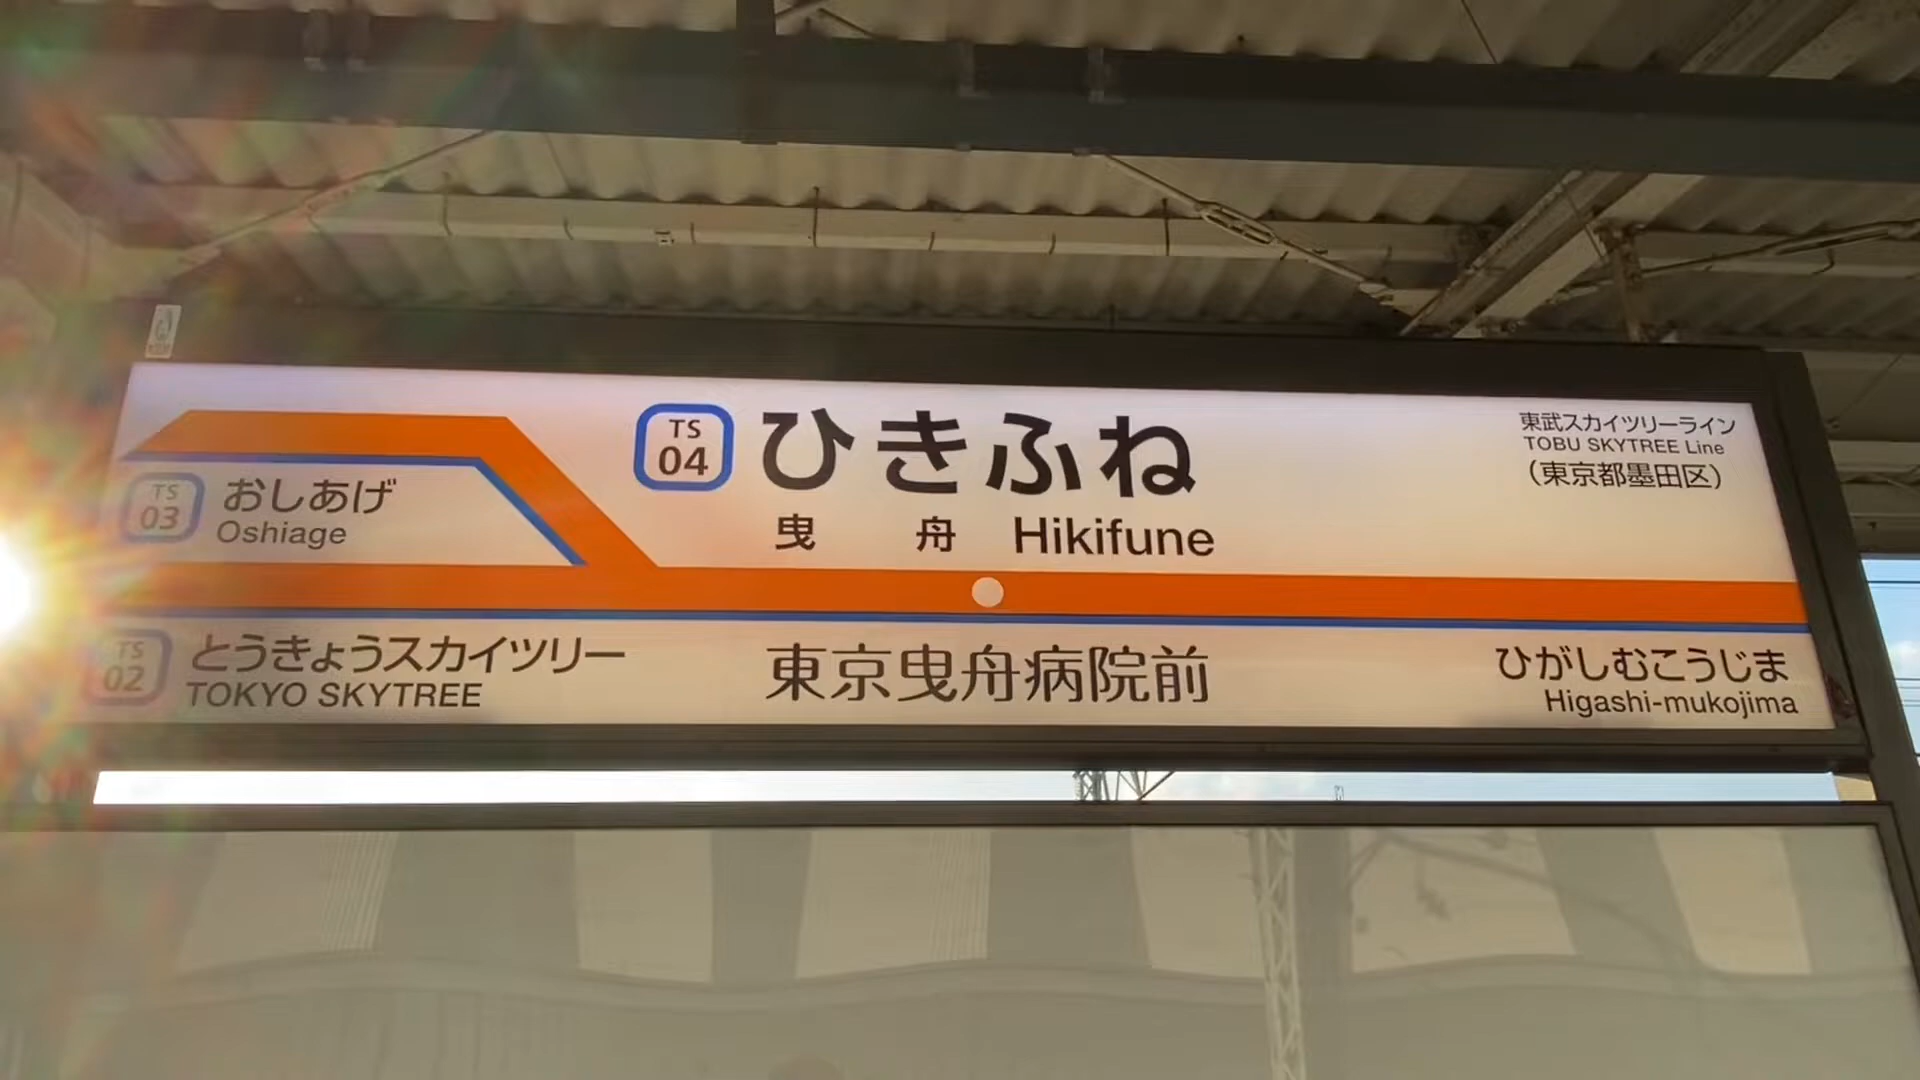 TS
04
ひきふね
曳 舟 Hikifune
東武スカイツリーライン
TOBU SKYTREE Line
(東京都墨田区)
TS
03
おしあげ
Oshiage
TS
02
とうきょうスカイツリー
TOKYO SKYTREE
東京曳舟病院前
ひがしむこうじま
Higashi-mukojima